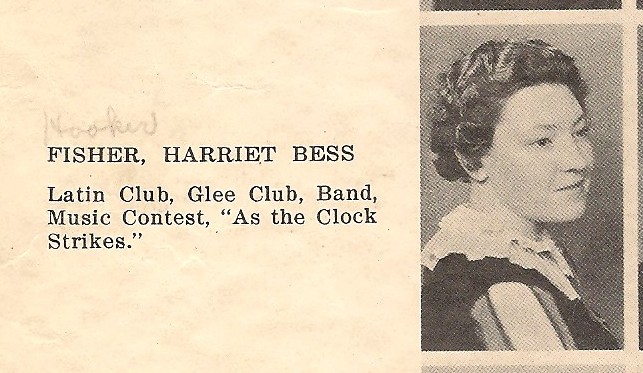 Hooker
FISHER, HARRIET BESS
Latin Club, Glee Club, Band,
Music Contest, “As the Clock
Strikes.”